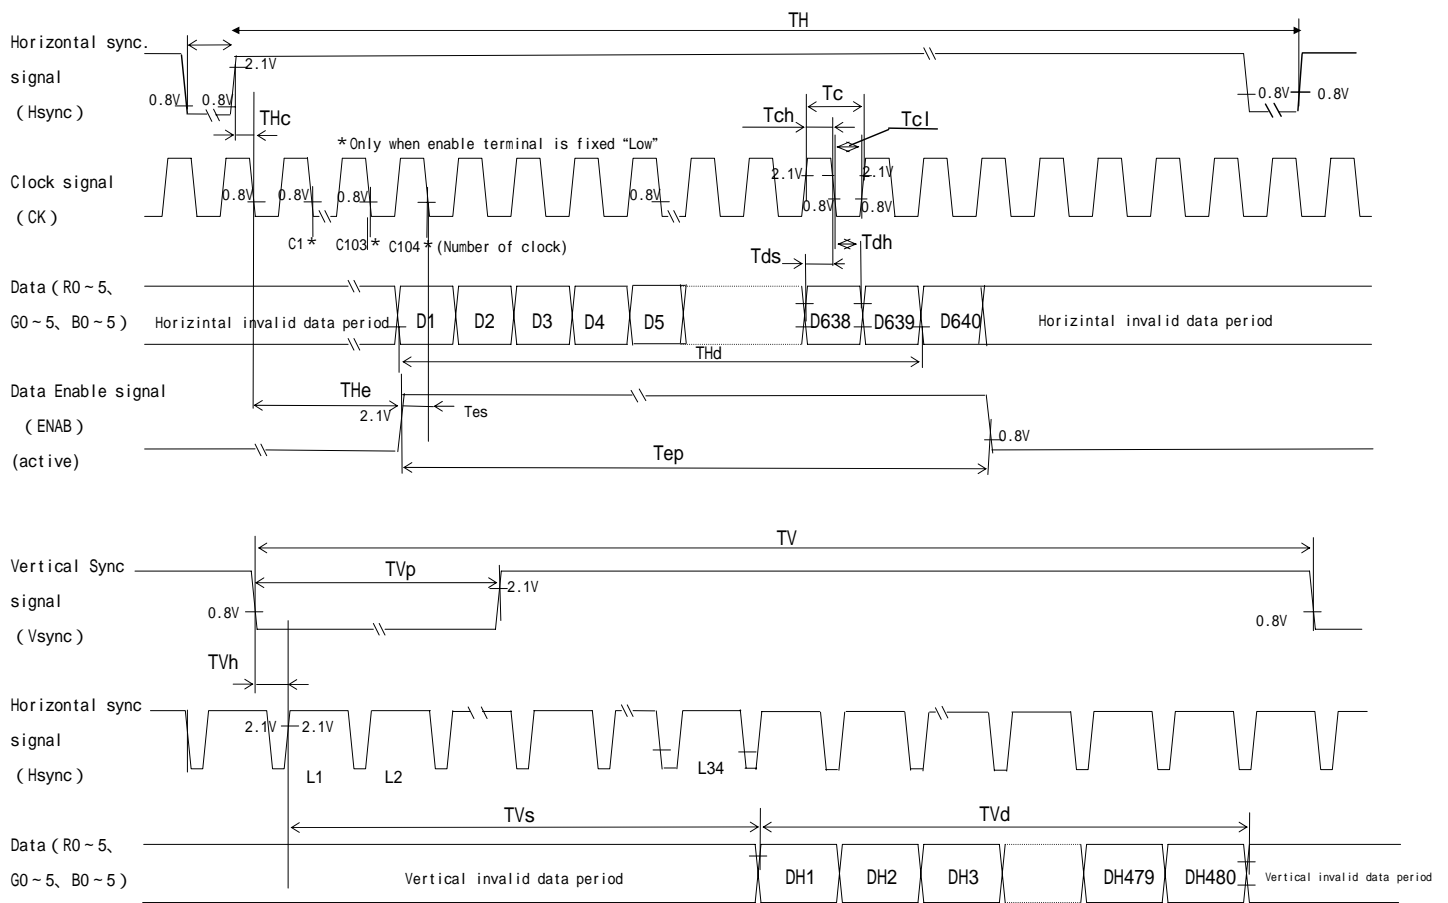 TH
Horizontal sync.
signal
(Hsync)
2.1V
0.8V
0.8V
0.8V
0.8V
THc
Tc
Tch
Tcl
*Only when enable terminal is fixed “Low”
Clock signal
(CK)
0.8V
0.8V
0.8V
0.8V
2.1V
2.1V
0.8V
0.8V
C1*
C103*
C104*(Number of clock)
Tdh
Tds
Data(R0~5、
G0~5、B0~5)
Horizintal invalid data period
D1
D2
D3
D4
D5
D638
D639
D640
Horizintal invalid data period
THd
Data Enable signal
(ENAB)
(active)
THe
2.1V
Tes
0.8V
Tep
TV
Vertical Sync
signal
(Vsync)
TVp
2.1V
0.8V
0.8V
TVh
Horizontal sync
signal
(Hsync)
2.1V
2.1V
L1
L2
L34
TVs
TVd
Data(R0~5、
G0~5、B0~5)
Vertical invalid data period
DH1
DH2
DH3
DH479
DH480
Vertical invalid data period